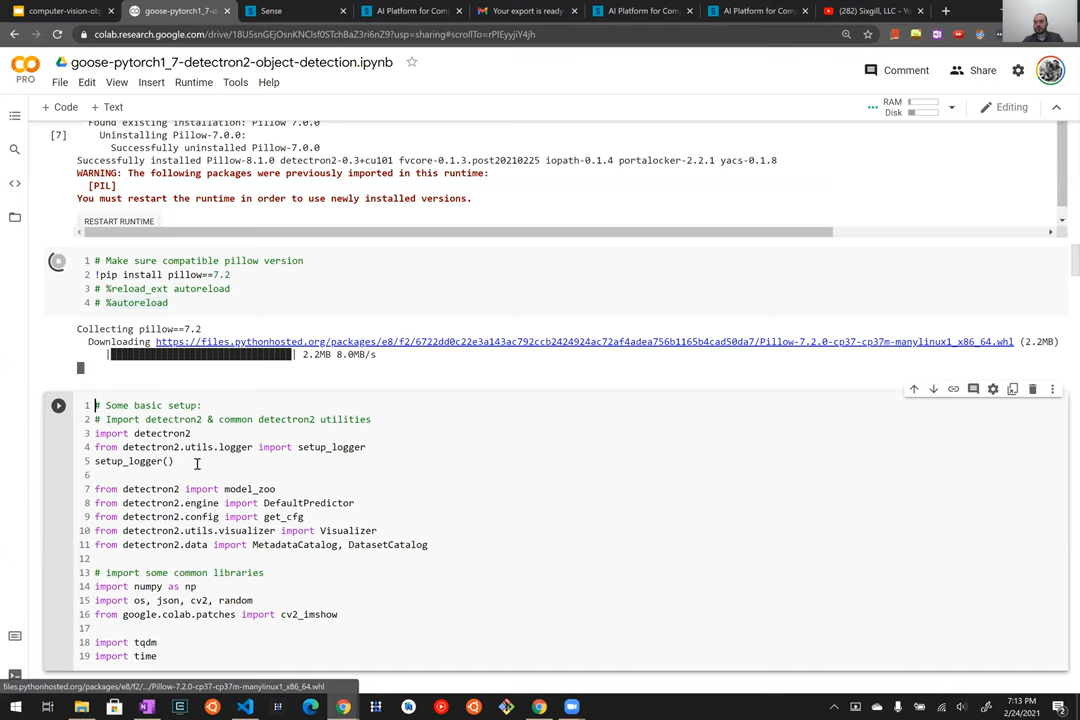 computer-vision-ob
goose-pytorch1_7-d
Sense
AI Platform for Com
Your export is ready
AI Platform for Com
AI Platform for Com
(282) Sixgill, LLC - Yo
colab.research.google.com/drive/18U5snGEjOsnKNCIsf0STchBaZ3ri6nZ9?usp=sharing#scrollTo=rPIEyyjiY4jh
PRO
goose-pytorch1_7-detectron2-object-detection.ipynb
Comment
Share
File Edit View Insert Runtime Tools Help
+ Code + Text
RAM
Disk
Editing
Found existing installation: Pillow 7.0.0
[7]
Uninstalling Pillow-7.0.0:
Successfully uninstalled Pillow-7.0.0
Successfully installed Pillow-8.1.0 detectron2-0.3+cu101 fvcore-0.1.3.post20210225 iopath-0.1.4 portalocker-2.2.1 yacs-0.1.8
WARNING: The following packages were previously imported in this runtime:
[PIL]
You must restart the runtime in order to use newly installed versions.
RESTART RUNTIME
1 # Make sure compatible pillow version
2 !pip install pillow==7.2
3 # %reload_ext autoreload
4 # %autoreload
Collecting pillow==7.2
Downloading https://files.pythonhosted.org/packages/e8/f2/6722dd0c22e3a143ac792ccb2424924ac72af4adea756b1165b4cad50da7/Pillow-7.2.0-cp37-cp37m-manylinux1_x86_64.whl (2.2MB)
2.2MB 8.0MB/s
1 # Some basic setup:
2 # Import detectron2 & common detectron2 utilities
3 import detectron2
4 from detectron2.utils.logger import setup_logger
5 setup_logger()
6
7 from detectron2 import model_zoo
8 from detectron2.engine import DefaultPredictor
9 from detectron2.config import get_cfg
10 from detectron2.utils.visualizer import Visualizer
11 from detectron2.data import MetadataCatalog, DatasetCatalog
12
13 # import some common libraries
14 import numpy as np
15 import os, json, cv2, random
16 from google.colab.patches import cv2_imshow
17
18 import tqdm
19 import time
files.pythonhosted.org/packages/e8/f2/.../Pillow-7.2.0-cp37-cp37m-manylinux1_x86_64.whl
7:13 PM
2/24/2021